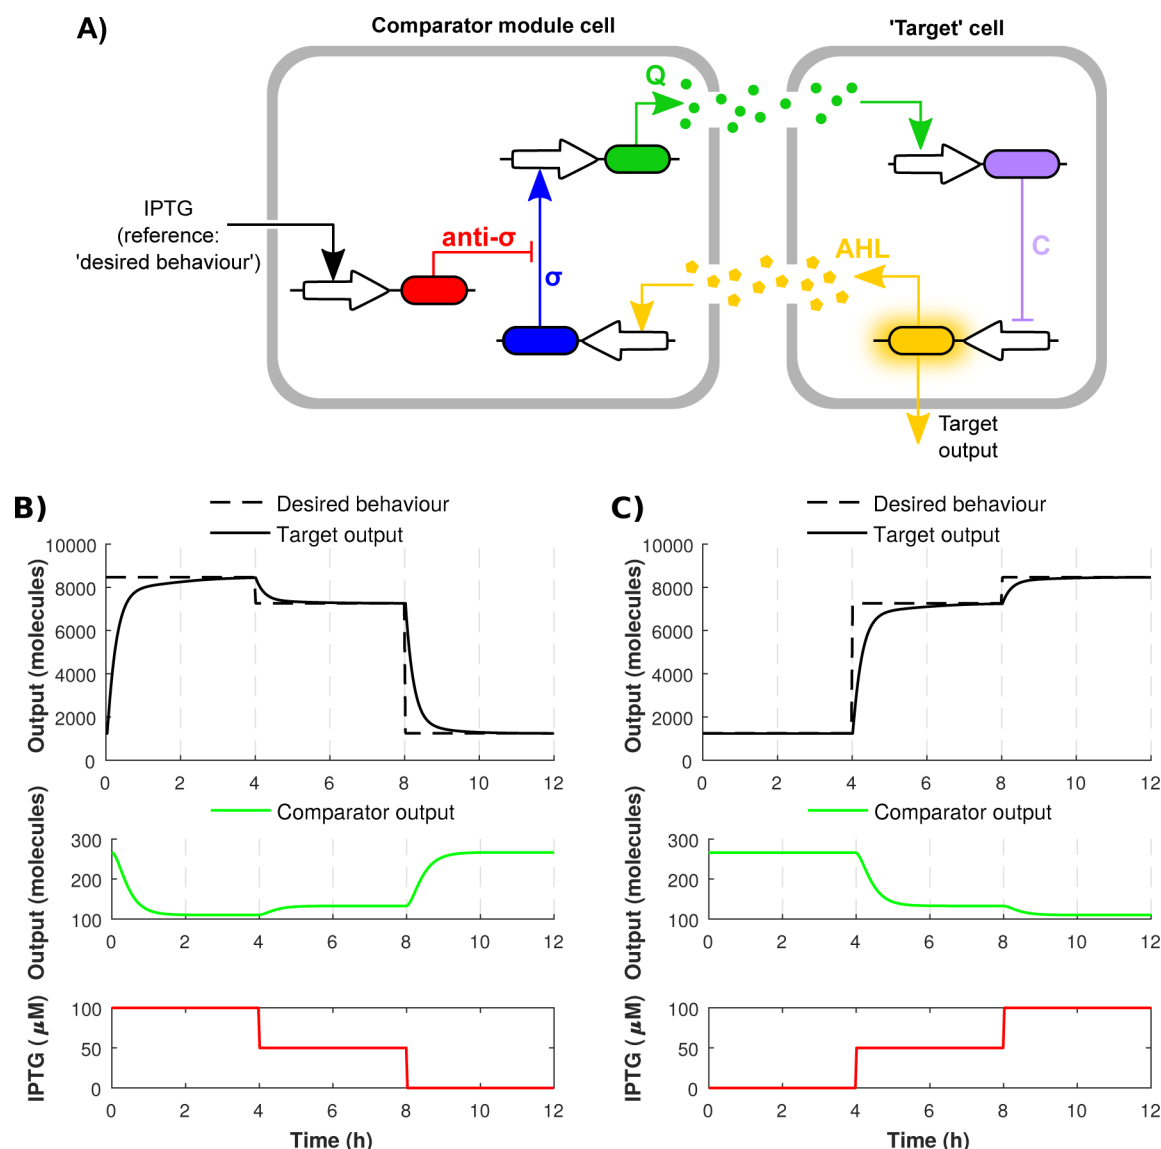 A)
Comparator module cell
'Target' cell
Q
IPTG
(reference:
'desired behaviour')
anti-σ
σ
AHL
C
Target
output
B)
Desired behaviour
Target output
Output (molecules)
10000
8000
6000
4000
2000
0
0 2 4 6 8 10 12
Comparator output
Output (molecules)
300
200
100
0 2 4 6 8 10 12
IPTG ( μM)
100
50
0
0 2 4 6 8 10 12
Time (h)
C)
Desired behaviour
Target output
Output (molecules)
10000
8000
6000
4000
2000
0
0 2 4 6 8 10 12
Comparator output
Output (molecules)
300
200
100
0 2 4 6 8 10 12
IPTG ( μM)
100
50
0
0 2 4 6 8 10 12
Time (h)